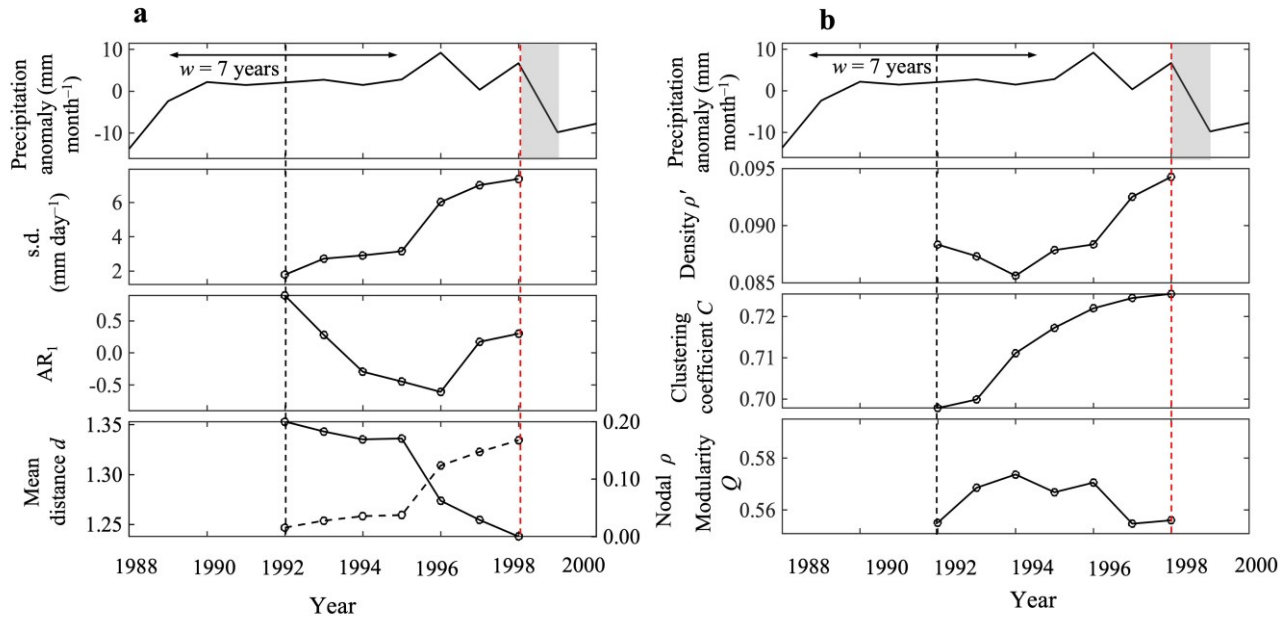 a
Precipitation
anomaly (mm
month⁻¹)
10
0
-10
w = 7 years
s.d.
(mm day⁻¹)
6
4
2
AR₁
0.5
0.0
-0.5
Mean
distance d
1.35
1.30
1.25
0.20
0.10
0.00
Nodal ρ
1988 1990 1992 1994 1996 1998 2000
Year
b
Precipitation
anomaly (mm
month⁻¹)
10
0
-10
w = 7 years
Density ρ'
0.095
0.090
0.085
Clustering
coefficient C
0.72
0.71
0.70
Modularity
Q
0.58
0.56
1988 1990 1992 1994 1996 1998 2000
Year